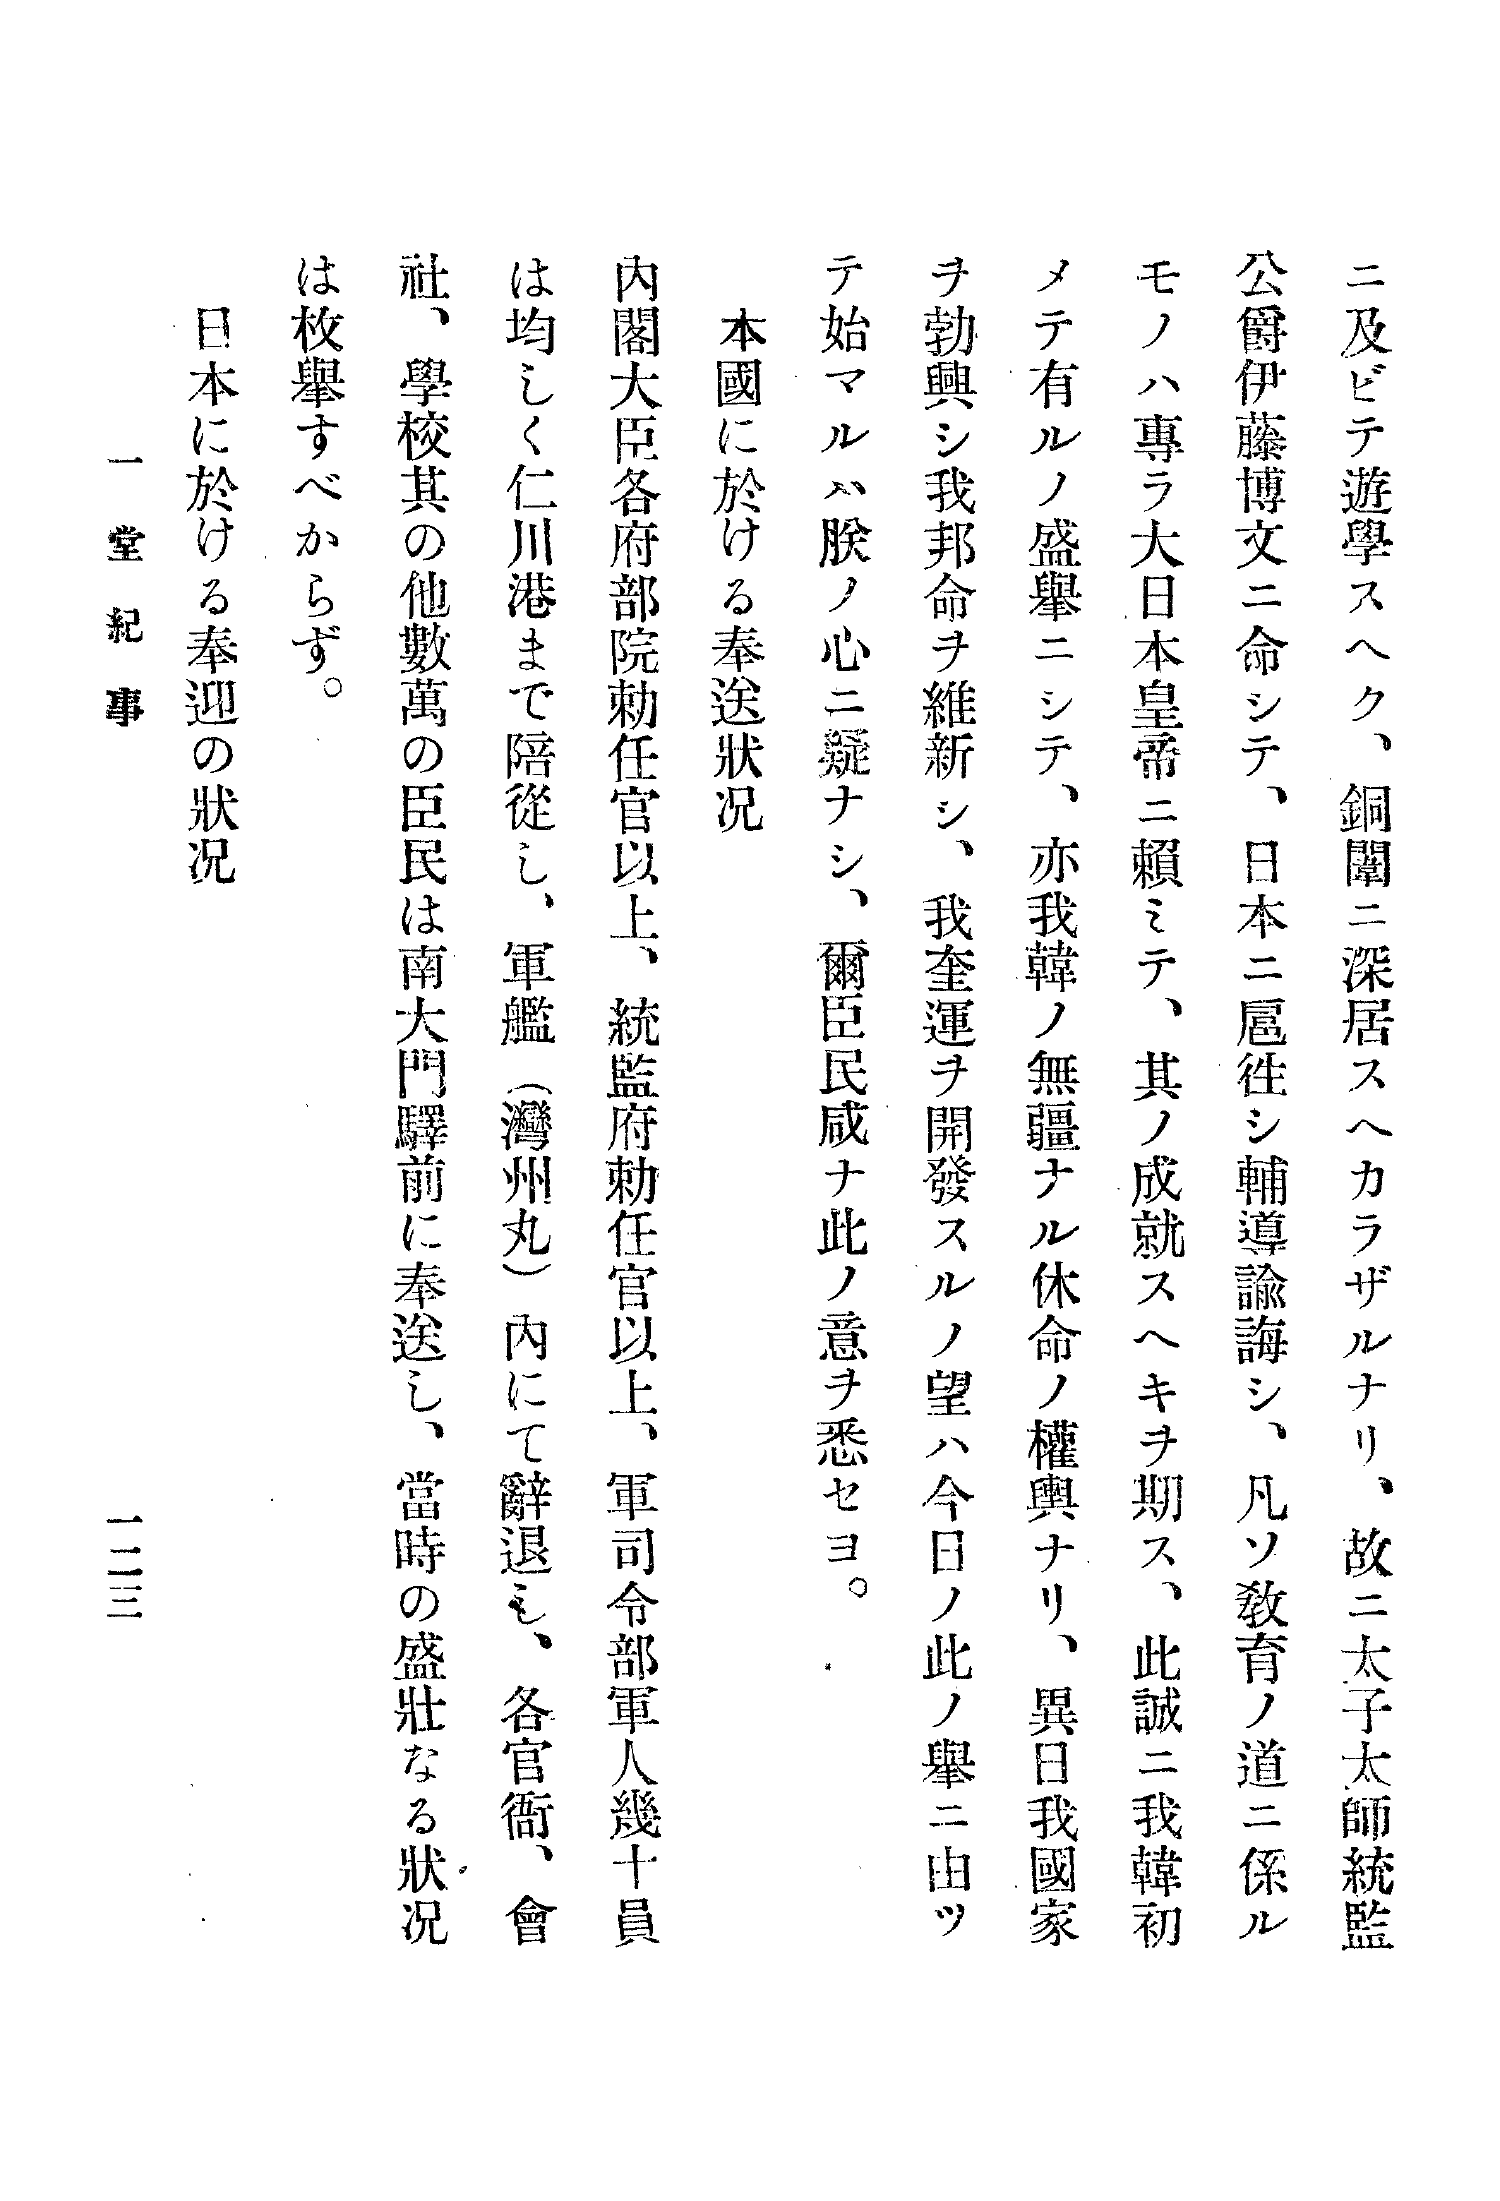 ニ及ビテ遊學スヘク、銅闈ニ深居スヘカラザルナリ、故ニ太子太師統監
公爵伊藤博文ニ命シテ、日本ニ扈徃シ輔導諭誨シ、凡ソ敎育ノ道ニ係ル
モノハ專ラ大日本皇帝ニ賴ミテ、其ノ成就スヘキヲ期ス、此誠ニ我韓初
メテ有ルノ盛擧ニシテ、亦我韓ノ無疆ナル休命ノ權輿ナリ、異日我國家
ヲ勃興シ我邦命ヲ維新シ、我奎運ヲ開發スルノ望ハ今日ノ此ノ擧ニ由ツ
テ始マルハ朕ノ心ニ疑ナシ、爾臣民咸ナ此ノ意ヲ悉セヨ。
本國に於ける奉送狀況
內閣大臣各府部院勅任官以上、統監府勅任官以上、軍司令部軍人幾十員
は均しく仁川港まで陪從し、軍艦（灣州丸）內にて辭退し、各官衙、會
社、學校其の他數萬の臣民は南大門驛前に奉送し、當時の盛壯なる狀況
は枚擧すべからず。
日本に於ける奉迎の狀況
一堂紀事
一二三